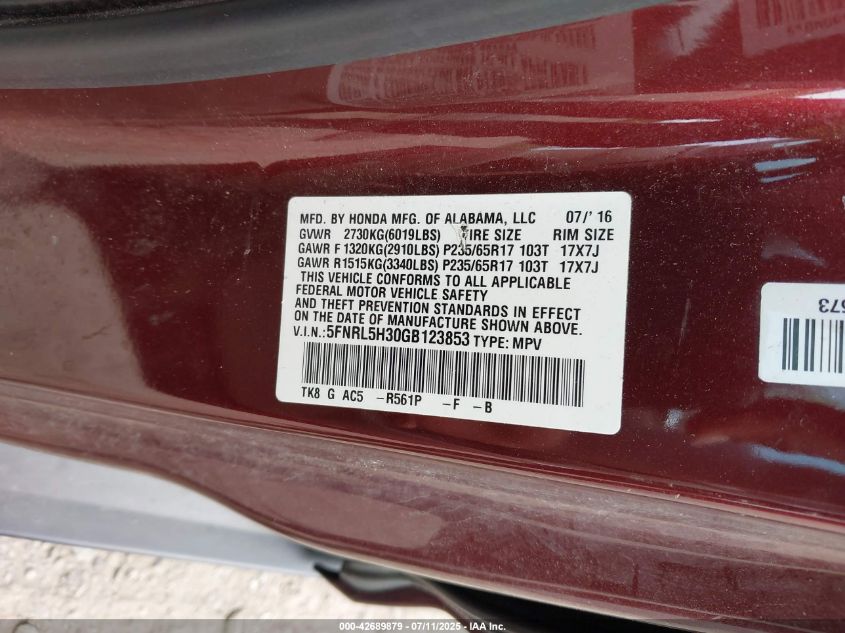 MFD. BY HONDA MFG. OF ALABAMA, LLC 07/' 16
GVWR 2730KG(6019LBS) TIRE SIZE RIM SIZE
GAWR F 1320KG(2910LBS) P235/65R17 103T 17X7J
GAWR R1515KG(3340LBS) P235/65R17 103T 17X7J
THIS VEHICLE CONFORMS TO ALL APPLICABLE
FEDERAL MOTOR VEHICLE SAFETY
AND THEFT PREVENTION STANDARDS IN EFFECT
ON THE DATE OF MANUFACTURE SHOWN ABOVE.
V.I.N.: 5FNRL5H30GB123853 TYPE: MPV
TK8 G AC5 -R561P -F -B
000-42689879 07/11/2025 IAA Inc.